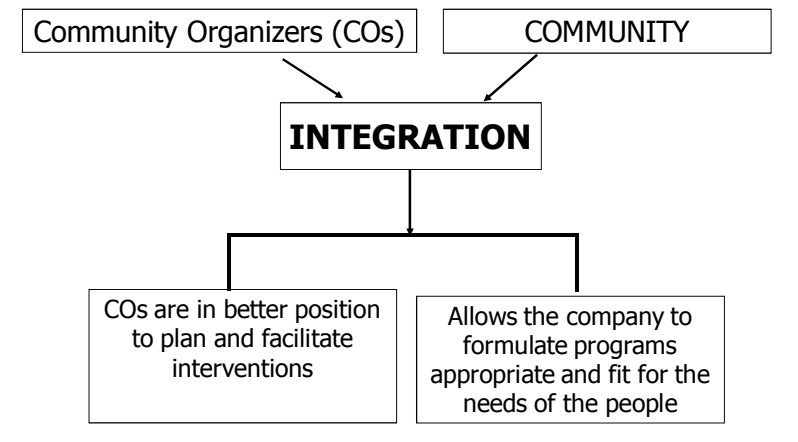 Community Organizers (COs)
COMMUNITY
INTEGRATION
COs are in better position
to plan and facilitate
interventions
Allows the company to
formulate programs
appropriate and fit for the
needs of the people